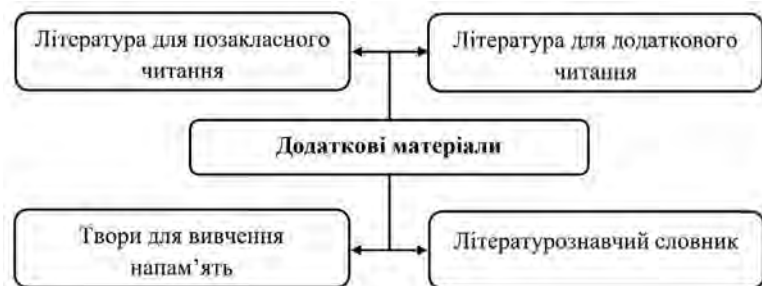 Література для позакласного
читання
Література для додаткового
читання
Додаткові матеріали
Твори для вивчення
напам’ять
Літературознавчий словник